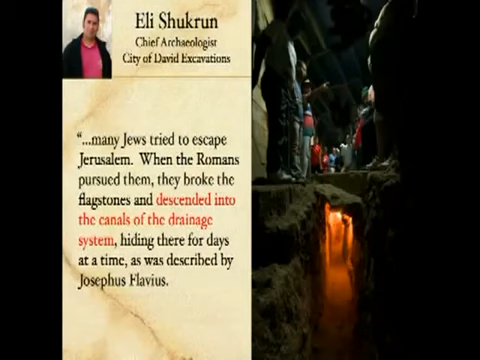 Eli Shukrun
Chief Archaeologist
City of David Excavations
“...many Jews tried to escape
Jerusalem. When the Romans
pursued them, they broke the
flagstones and descended into
the canals of the drainage
system, hiding there for days
at a time, as was described by
Josephus Flavius.